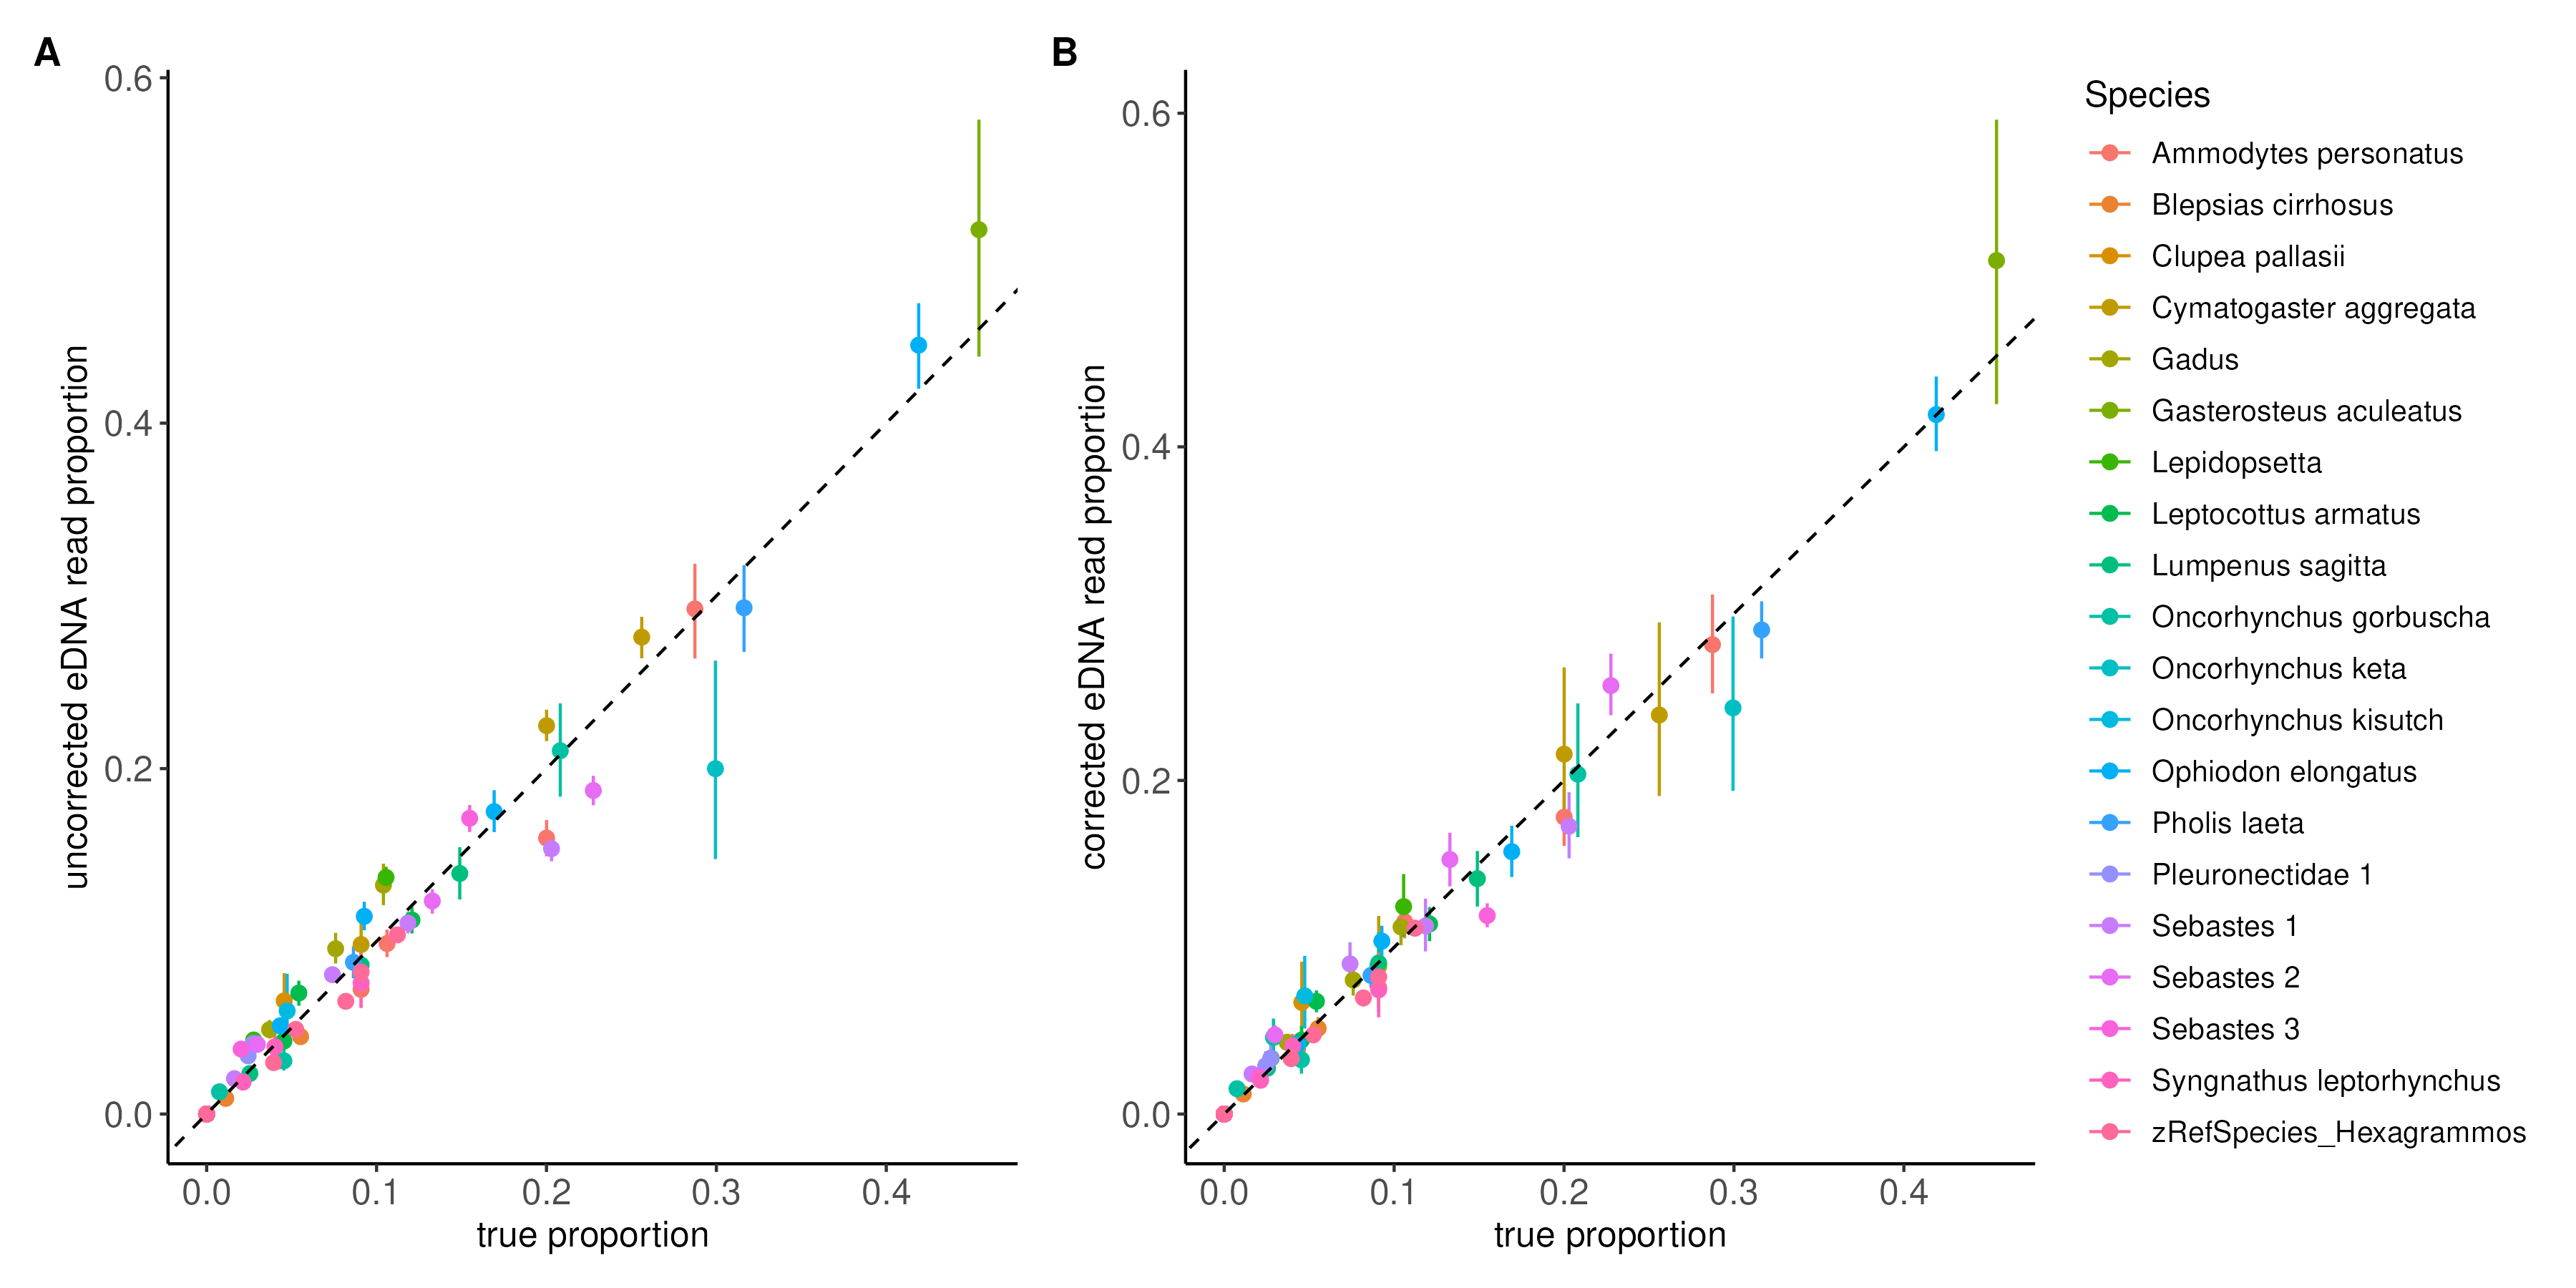 A
uncorrected eDNA read proportion
0.6
0.4
0.2
0.0
0.0 0.1 0.2 0.3 0.4
true proportion
B
corrected eDNA read proportion
0.6
0.4
0.2
0.0
0.0 0.1 0.2 0.3 0.4
true proportion
Species
Ammodytes personatus
Blepsias cirrhosus
Clupea pallasii
Cymatogaster aggregata
Gadus
Gasterosteus aculeatus
Lepidopsetta
Leptocottus armatus
Lumpenus sagitta
Oncorhynchus gorbuscha
Oncorhynchus keta
Oncorhynchus kisutch
Ophiodon elongatus
Pholis laeta
Pleuronectidae 1
Sebastes 1
Sebastes 2
Sebastes 3
Syngnathus leptorhynchus
zRefSpecies_Hexagrammos